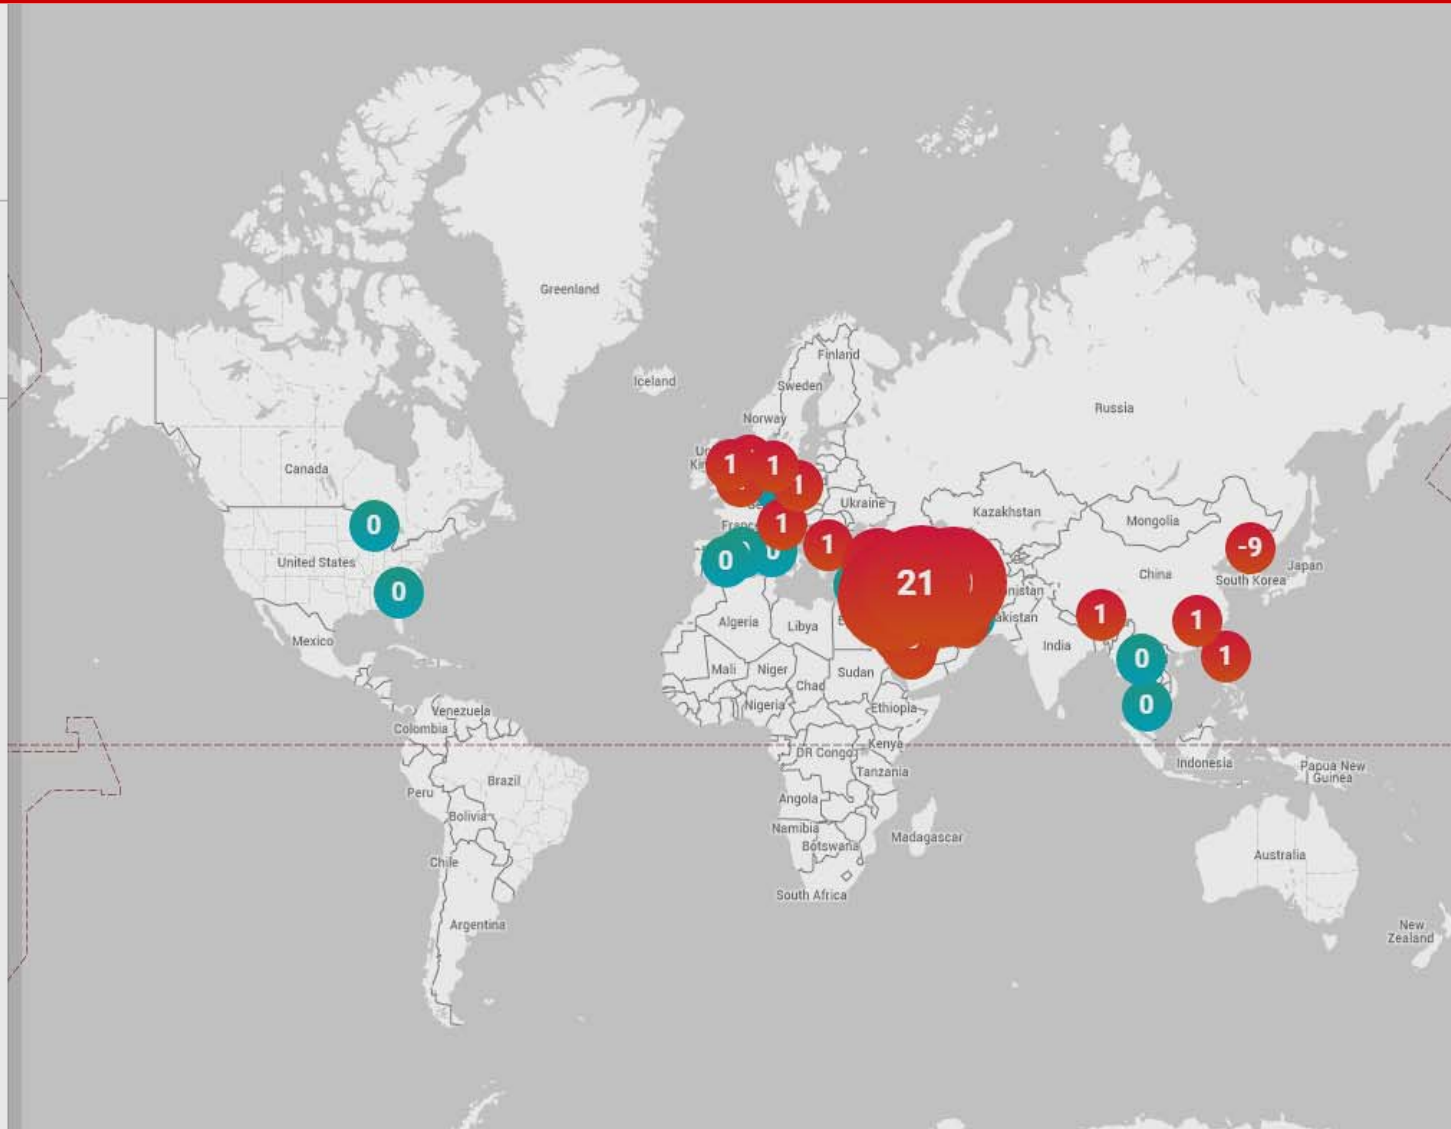 Greenland
Finland
Iceland
Sweden
Russia
Norway
1
1
Canada
1
Ukraine
Kazakhstan
Mongolia
0
1
1
-9
France
0
0
United States
21
China
Japan
South Korea
0
1
1
Mexico
Algeria
Libya
India
1
0
Mali
Niger
Sudan
Chad
0
Venezuela
Nigeria
Ethiopia
Colombia
DR Congo
Kenya
Indonesia
Papua New
Guinea
Brazil
Tanzania
Peru
Angola
Bolivia
Namibia
Madagascar
Botswana
Chile
Australia
South Africa
Argentina
New
Zealand